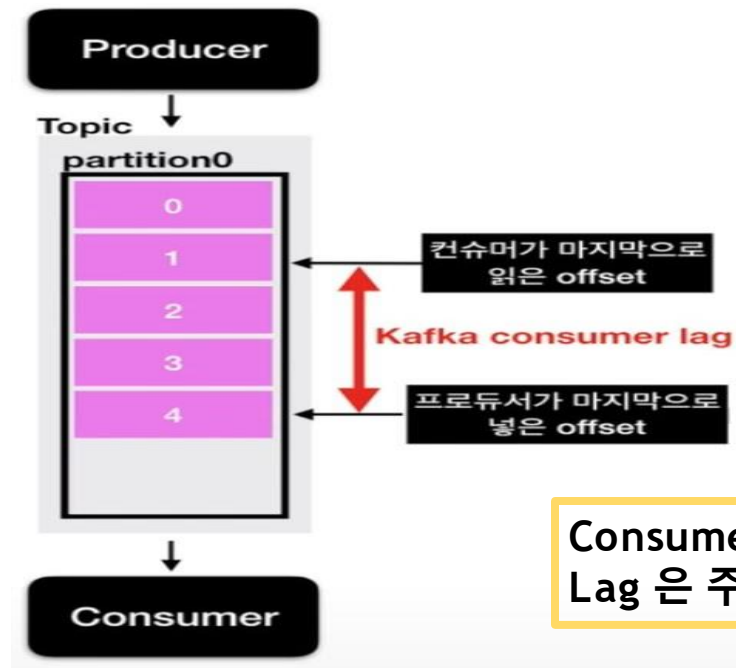 Producer
Topic
partition0
0
1
2
3
4
컨슈머가 마지막으로
읽은 offset
Kafka consumer lag
프로듀서가 마지막으로
넣은 offset
Consumer
Lag 은
Consumer